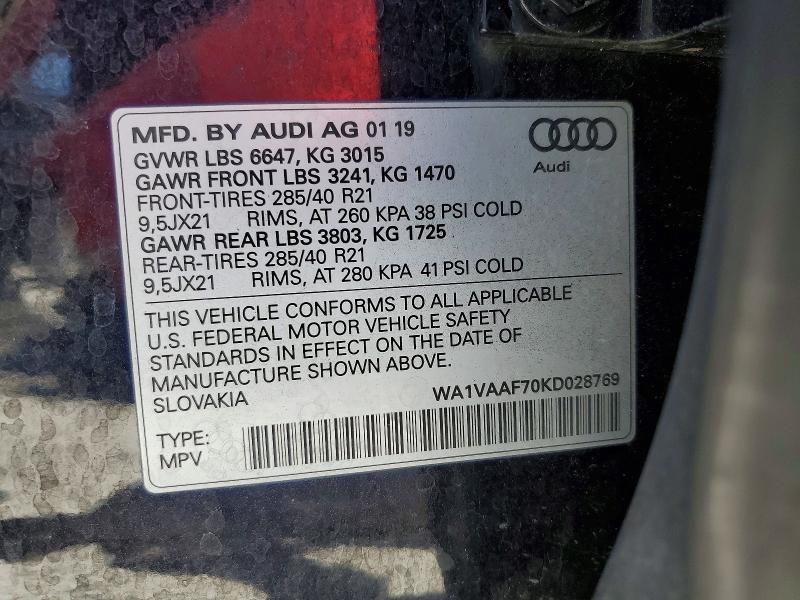 MFD. BY AUDI AG 01 19
GVWR LBS 6647, KG 3015
GAWR FRONT LBS 3241, KG 1470
FRONT-TIRES 285/40 R21
9,5JX21 RIMS, AT 260 KPA 38 PSI COLD
GAWR REAR LBS 3803, KG 1725
REAR-TIRES 285/40 R21
9,5JX21 RIMS, AT 280 KPA 41 PSI COLD
Audi
THIS VEHICLE CONFORMS TO ALL APPLICABLE
U.S. FEDERAL MOTOR VEHICLE SAFETY
STANDARDS IN EFFECT ON THE DATE OF
MANUFACTURE SHOWN ABOVE.
SLOVAKIA WA1VAAF70KD028769
TYPE:
MPV